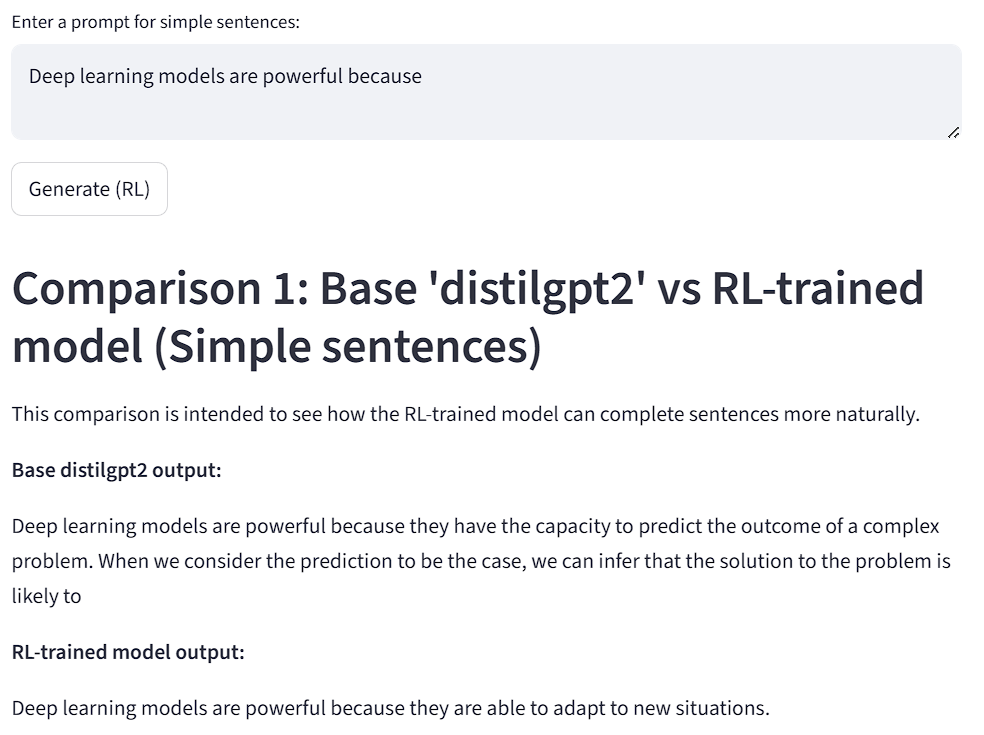 Enter a prompt for simple sentences:
Deep learning models are powerful because
Generate (RL)
Comparison 1: Base 'distilgpt2' vs RL-trained
model (Simple sentences)
This comparison is intended to see how the RL-trained model can complete sentences more naturally.
Base distilgpt2 output:
Deep learning models are powerful because they have the capacity to predict the outcome of a complex
problem. When we consider the prediction to be the case, we can infer that the solution to the problem is
likely to
RL-trained model output:
Deep learning models are powerful because they are able to adapt to new situations.